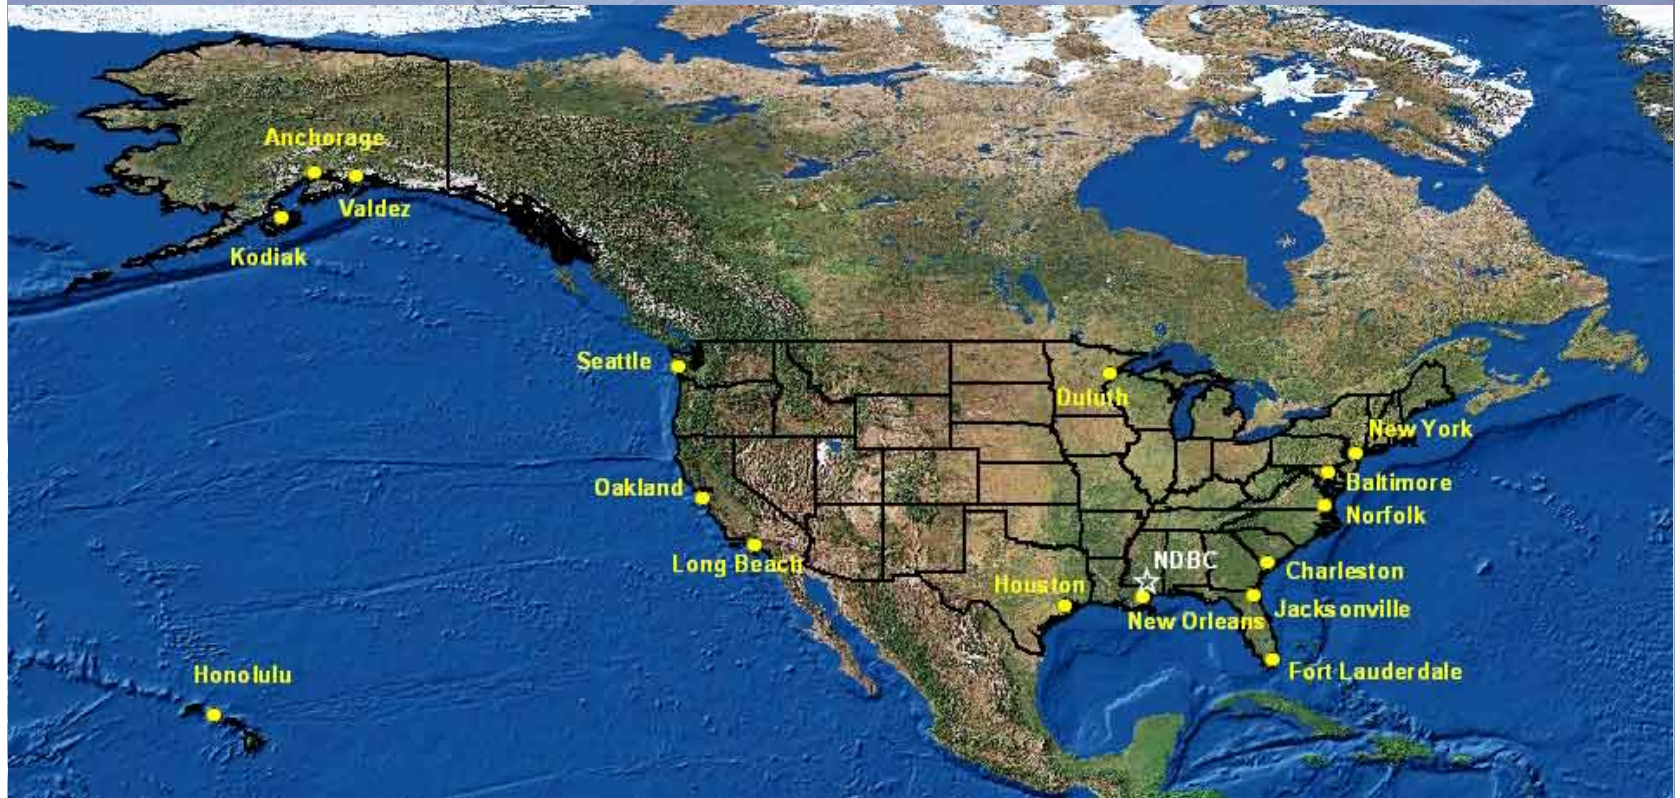 Anchorage
Valdez
Kodiak
Seattle
Duluth
New York
Oakland
Baltimore
Norfolk
Long Beach
NDBC
Houston
Charleston
New Orleans
Jacksonville
Honolulu
Fort Lauderdale